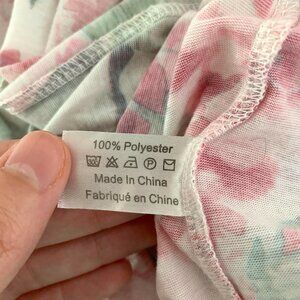 100% Polyester
Made In China
Fabriqué en Chine